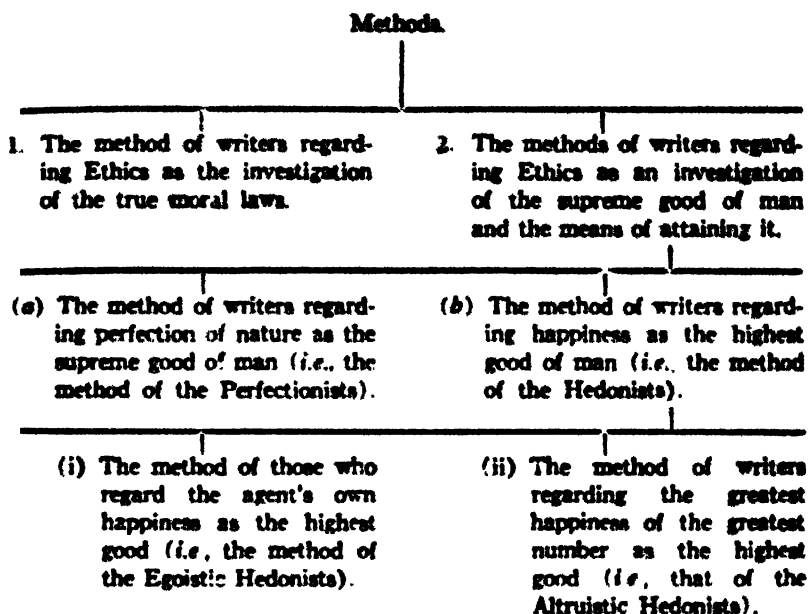 Methods.
1. The method of writers regard-
ing Ethics as the investigation
of the true moral laws.
2. The methods of writers regard-
ing Ethics as an investigation
of the supreme good of man
and the means of attaining it.
(a) The method of writers regard-
ing perfection of nature as the
supreme good of man (i.e., the
method of the Perfectionists).
(b) The method of writers regard-
ing happiness as the highest
good of man (i.e., the method
of the Hedonists).
(i) The method of those who
regard the agent's own
happiness as the highest
good (i.e., the method of
the Egoistic Hedonists).
(ii) The method of writers
regarding the greatest
happiness of the greatest
number as the highest
good (i.e., that of the
Altruistic Hedonists).